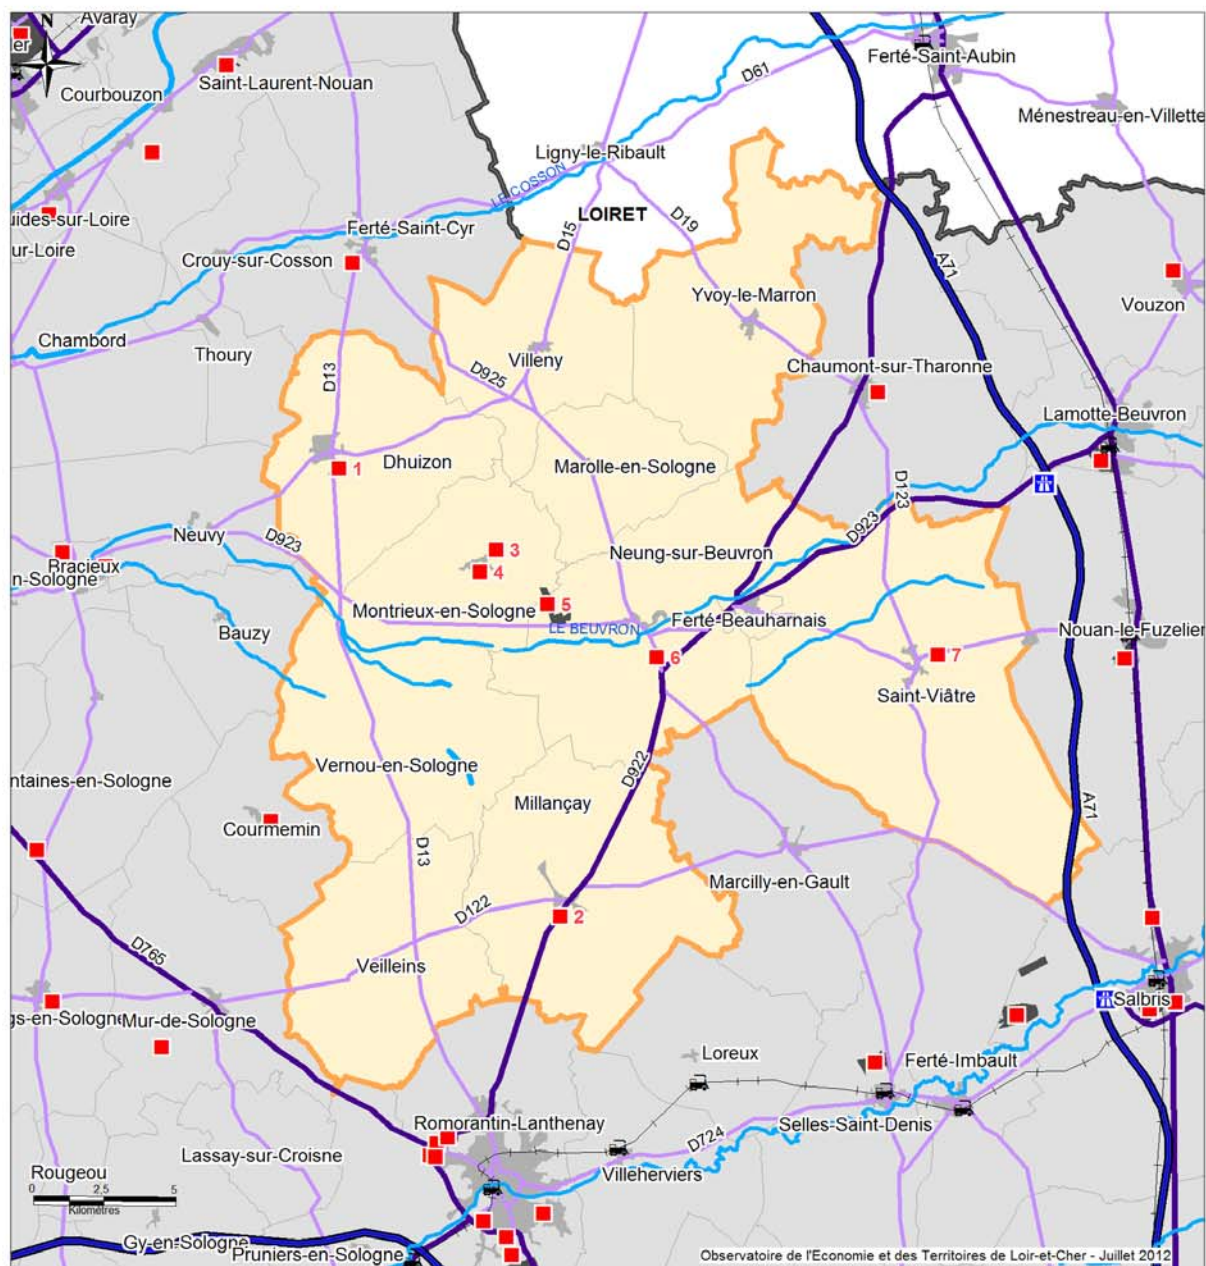 N
Avaray
er
Saint-Laurent-Nouan
Courbouzon
Ferté-Saint-Aubin
D61
Ménestreau-en-Villette
Ligny-le-Ribault
LE COSSON
LOIRET
D15
D19
uides-sur-Loire
ur-Loire
Ferté-Saint-Cyr
Crouy-sur-Cosson
A71
Vouzon
Yvoy-le-Marron
Chambord
Thoury
Villeny
D13
D925
Chaumont-sur-Tharonne
Lamotte-Beuvron
1
Dhuizon
Marolle-en-Sologne
D123
Neuvy
D923
D923
3
4
Neung-sur-Beuvron
Bracieux
n-Sologne
Montrieux-en-Sologne
5
LE BEUVRON
Ferté-Beauharnais
Bauzy
Nouan-le-Fuzelier
6
7
Saint-Viâtre
Vernou-en-Sologne
D922
ntaines-en-Sologne
Millançay
A71
Courmemin
D13
Marcilly-en-Gault
D122
2
D765
Veilleins
gs-en-Sologne
Mur-de-Sologne
Salbris
Loreux
Ferté-Imbault
Romorantin-Lanthenay
Selles-Saint-Denis
D724
Lassay-sur-Croisne
Villeherviers
Rougeou
0 2,5 5
Kilomètres
Gy-en-Sologne
Pruniers-en-Sologne
Observatoire de l'Economie et des Territoires de Loir-et-Cher - Juillet 2012